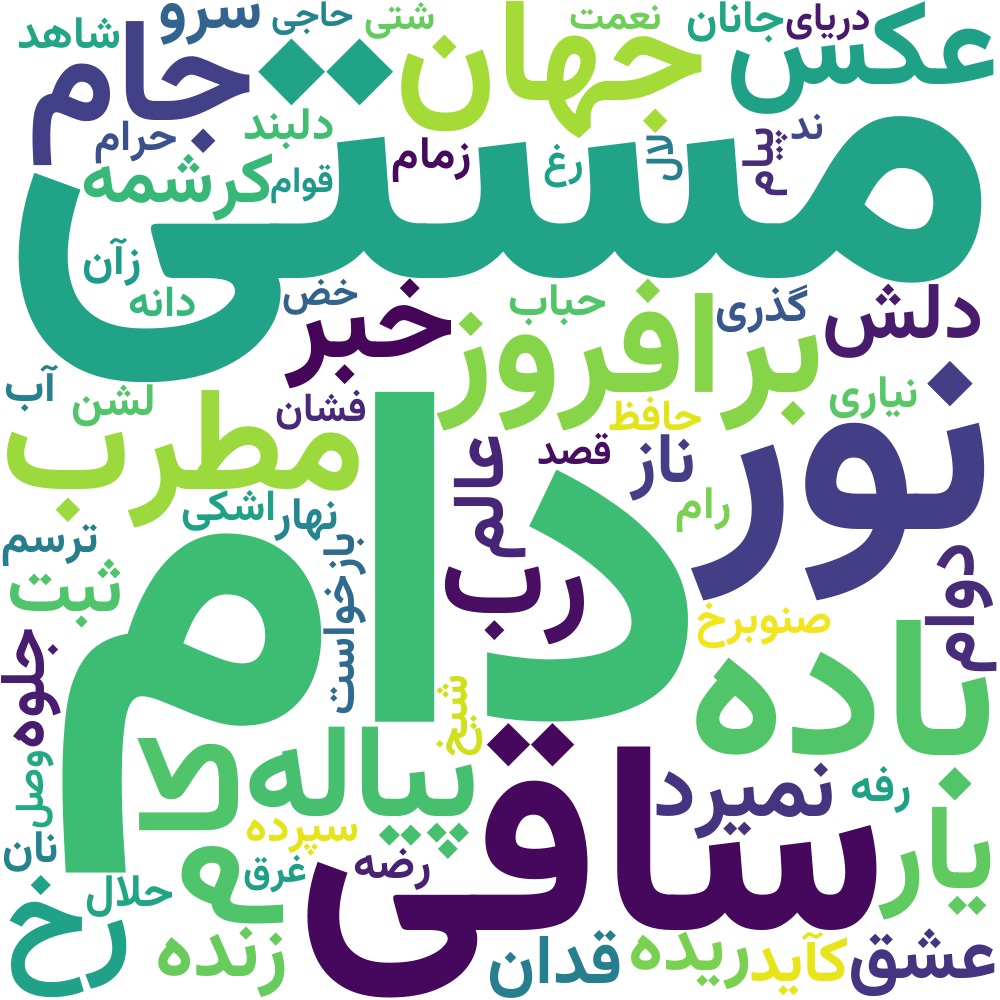 دریای
جانان
نعمت
شتی
حاجی
سرو
شاهد
عکس
جهان
جام
مستی
ند
پیام
لال
رغ
زمام
دلبند
حرام
قوام
کرشمه
زآن
دانه
خض
حباب
گذری
دلش
خبر
برافروز
نور
نیاری
حافظ
فشان
لشن
آب
مطرب
عالم
قصد
ناز
رام
دام
نهار
اشکی
ترسم
بازخواست
ثبت
رب
دوام
صنوبرخ
باده
جلوه
شیخ
پیاله
ساقی
نمیرد
رفه
یار
وصل
نان
سپرده
رضه
غرق
حلال
رخ
زنده
قدان
ریده
کآید
عشق